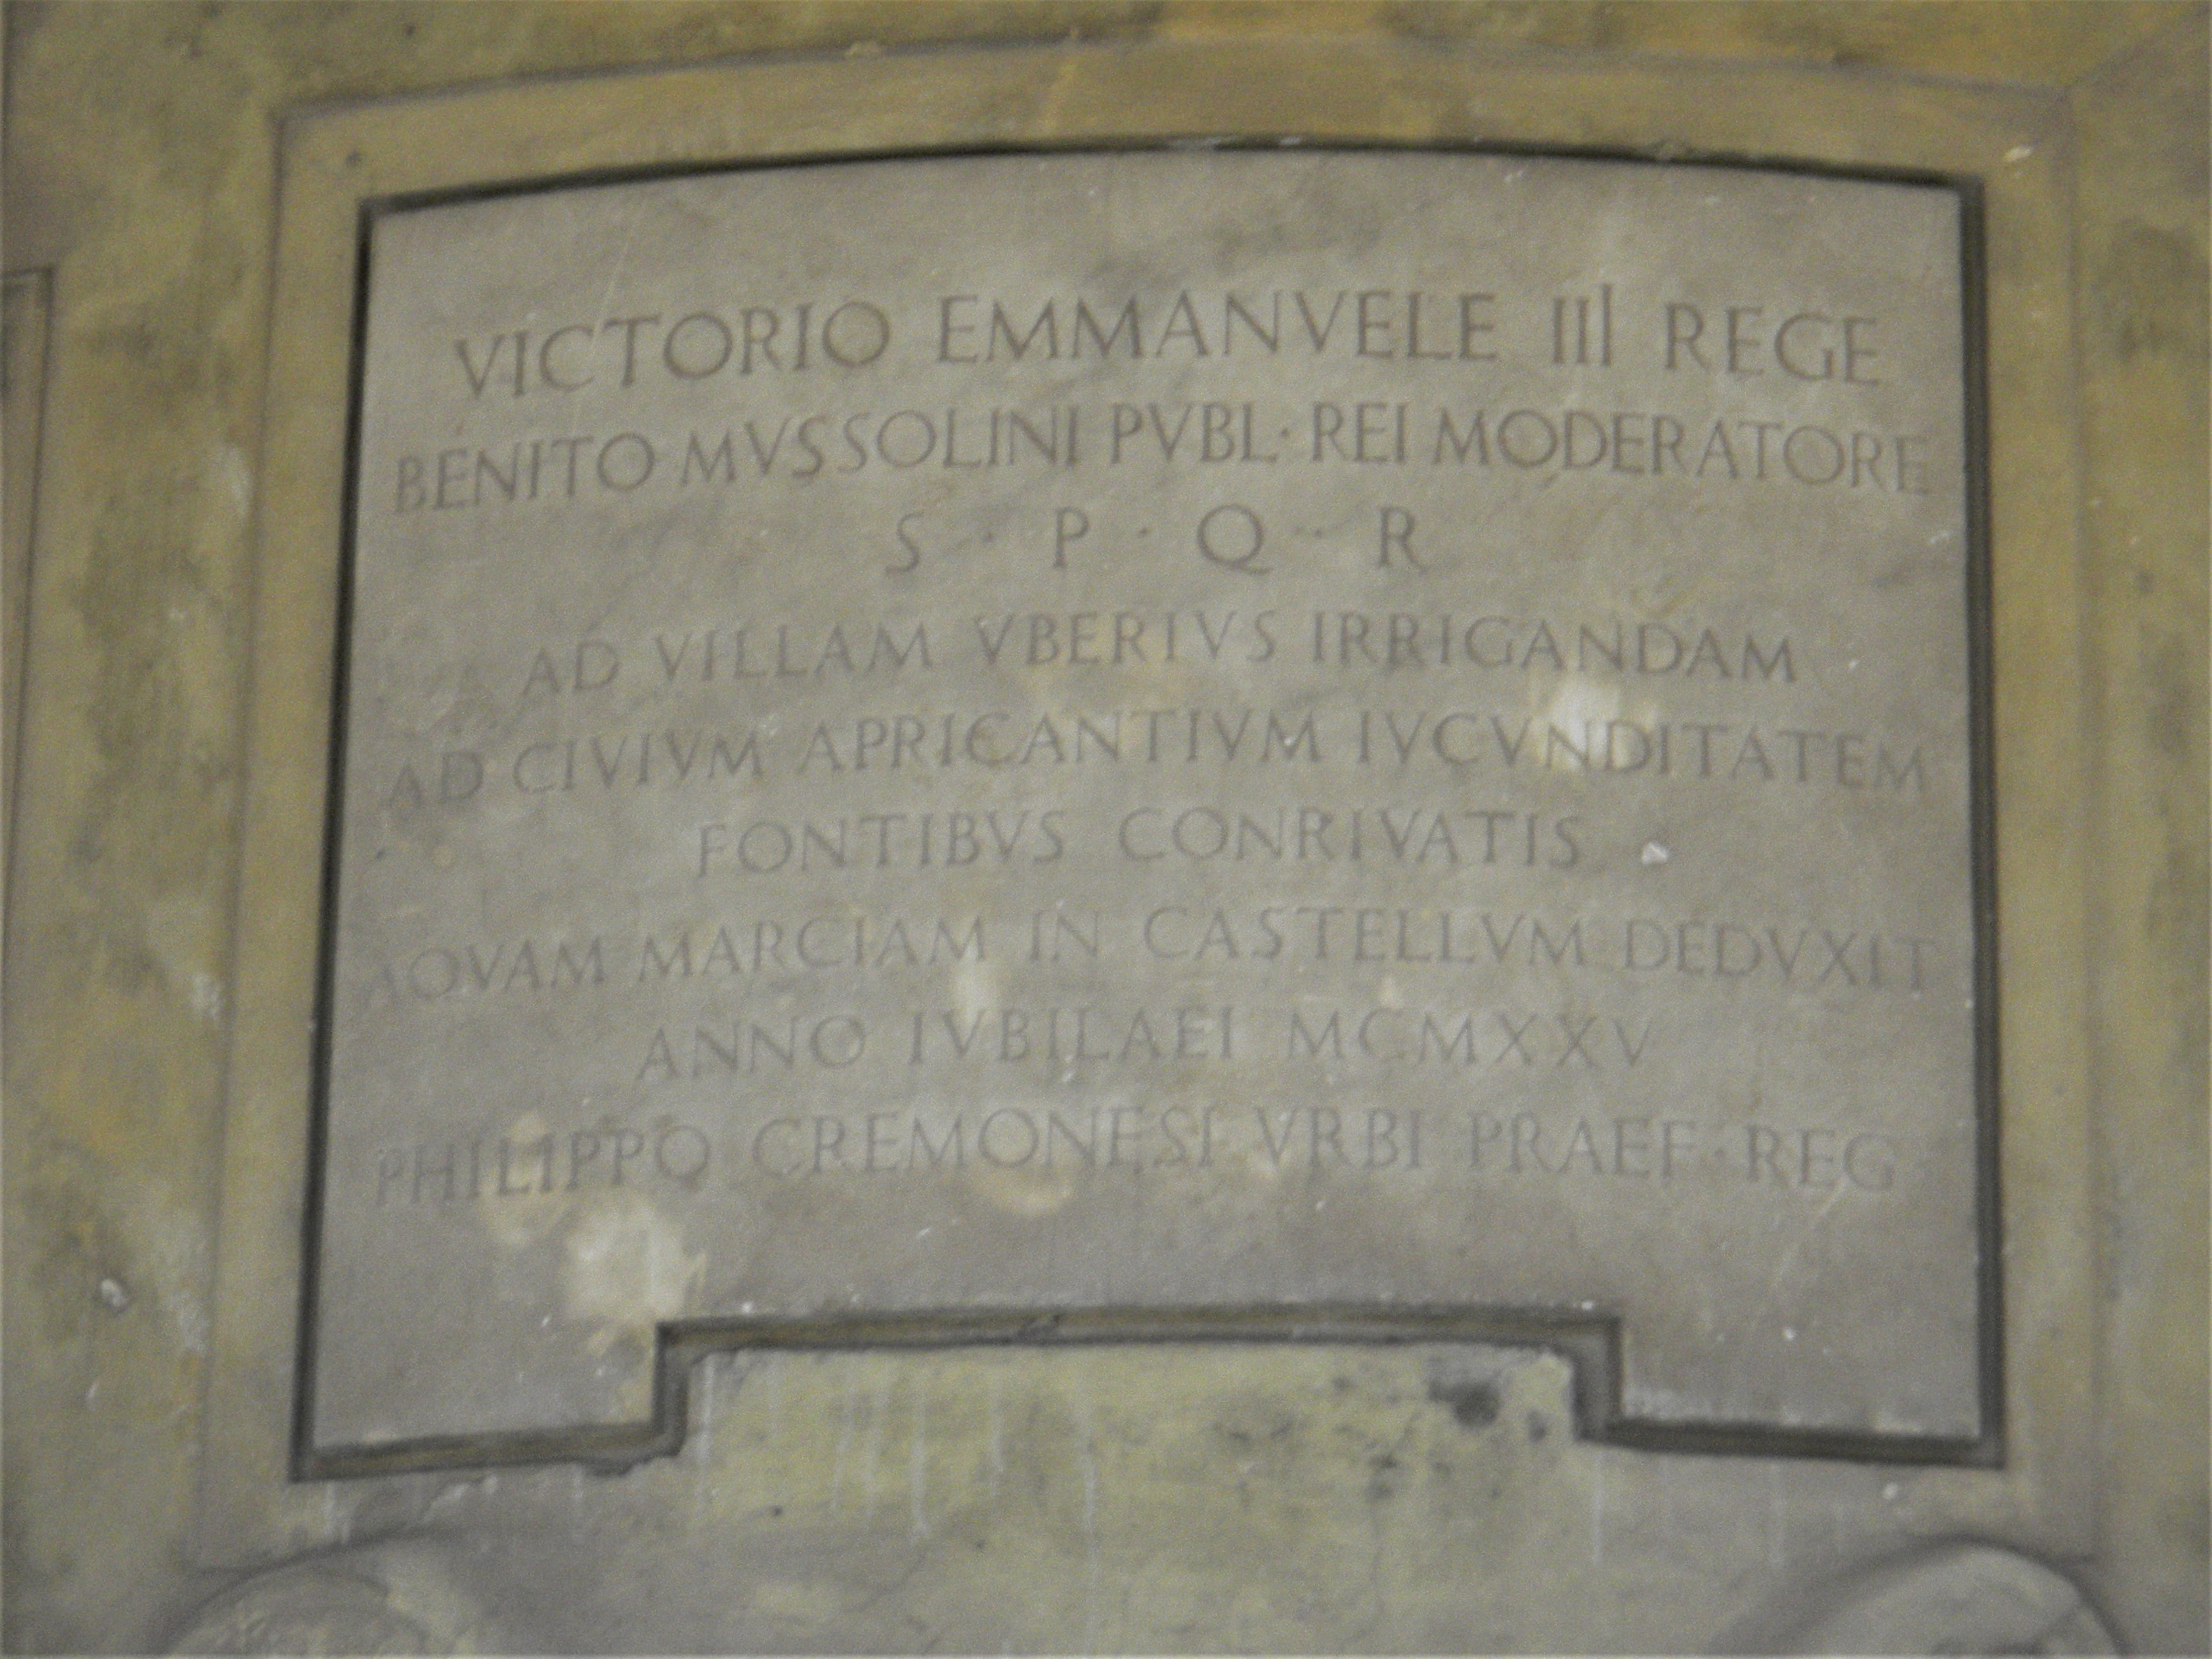 VICTORIO EMMANVELE III REGE
BENITO MVSSOLINI PVBL· REI MODERATORE
S · P · Q · R
AD VILLAM VBERIVS IRRIGANDAM
AD CIVIVM APRICANTIVM IVCVNDITATEM
FONTIBVS CONRIVATIS
AQVAM MARCIAM IN CASTELLVM DEDVXIT
ANNO IVBILAEI MCMXXV
PHILIPPO CREMONESI VRBI PRAEF· REG